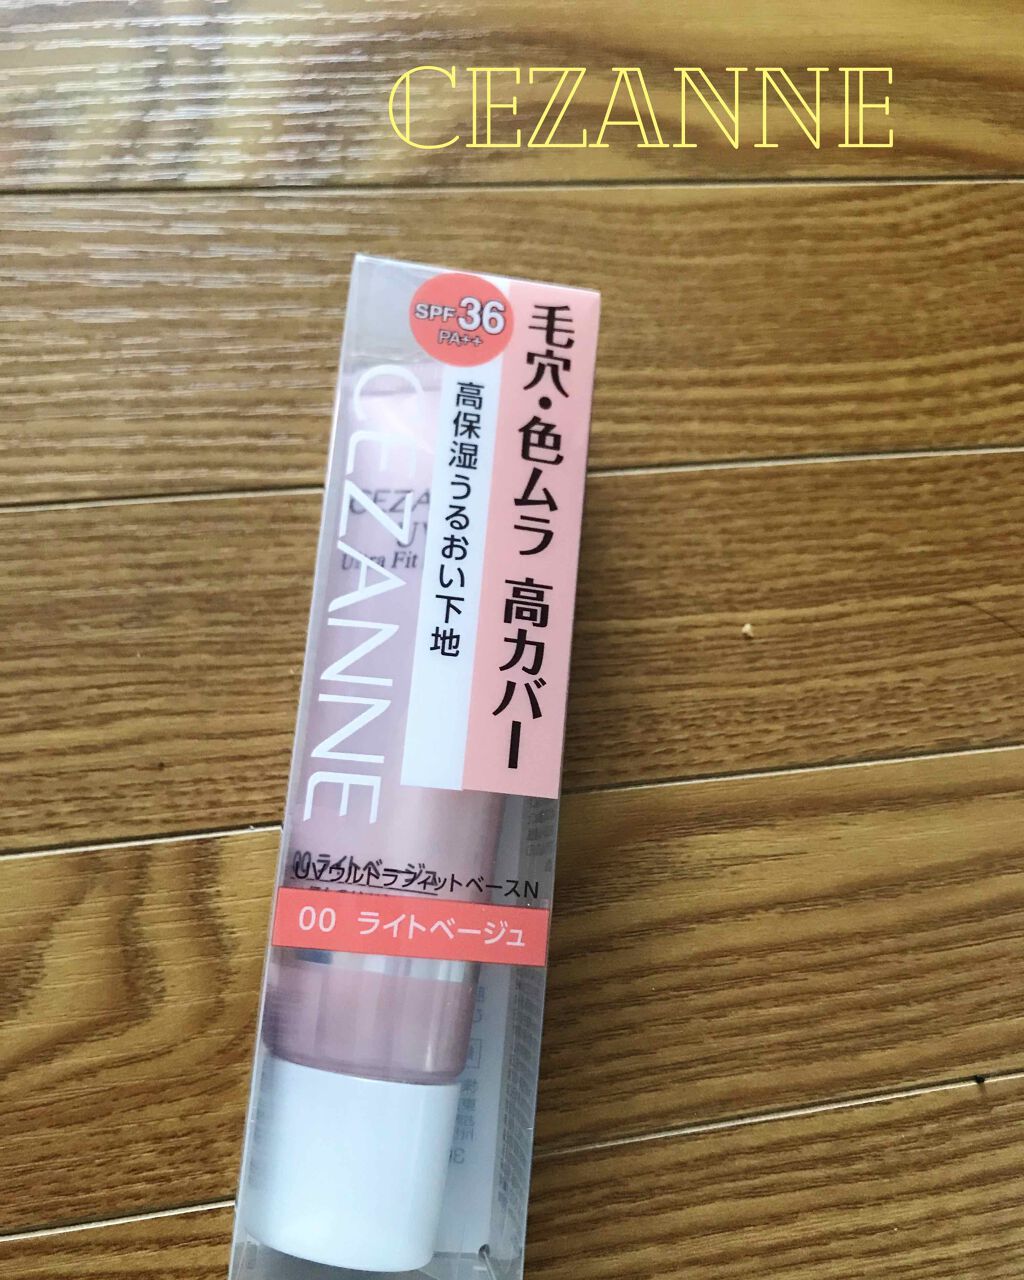 CEZANNE
SPF36
PA++
毛穴・色ムラ 高カバー
高保湿うるおい下地
CEZANNE
Ultra Fit
UVウルトラフィットベースN
00 ライトベージュ
00 ライトベージュ